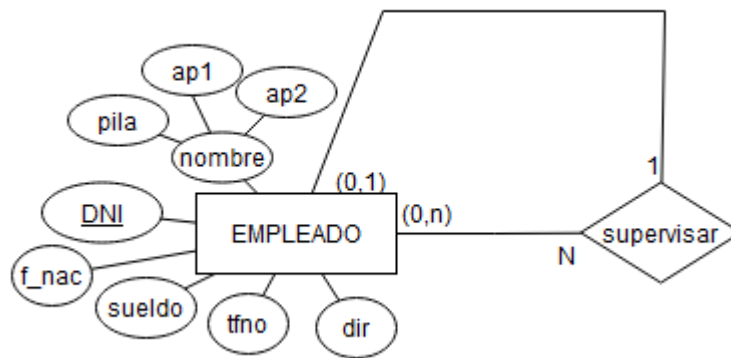 ap1
ap2
pila
nombre
(0,1)
1
DNI
(0,n)
EMPLEADO
supervisar
N
f_nac
sueldo
tfno
dir